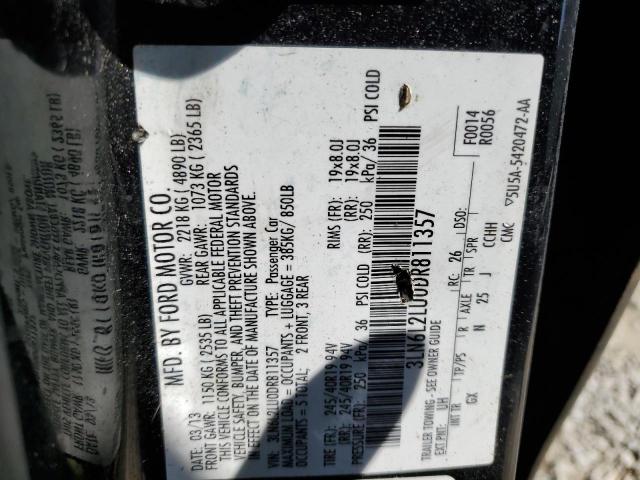 MFD. BY FORD MOTOR CO.
DATE: 03/13 GVWR: 2218 KG ( 4890 LB)
FRONT GAWR: 1150 KG ( 2535 LB) REAR GAWR: 1073 KG ( 2365 LB)
THIS VEHICLE CONFORMS TO ALL APPLICABLE FEDERAL MOTOR
VEHICLE SAFETY, BUMPER, AND THEFT PREVENTION STANDARDS
IN EFFECT ON THE DATE OF MANUFACTURE SHOWN ABOVE.
VIN: 3LN6L2LU0DR811357 TYPE: Passenger Car
MAXIMUM LOAD = OCCUPANTS + LUGGAGE = 385KG/ 850LB
OCCUPANTS = 5 TOTAL: 2 FRONT, 3 REAR
TIRE (FR): 245/40R19 94V RIMS (FR): 19x8.0J
(RR): 245/40R19 94V (RR): 19x8.0J
PRESSURE (FR): 250 kPa/ 36 PSI COLD (RR): 250 kPa/ 36 PSI COLD
3LN6L2LU0DR811357
TRAILER TOWING - SEE OWNER GUIDE
EXT PNT: UH RC: 26 DSO: F0014
R0056
INT TR TP/PS R AXLE TR SPR
GX N 25 J CCHH
CMC ▽5U5A-5420472-AA